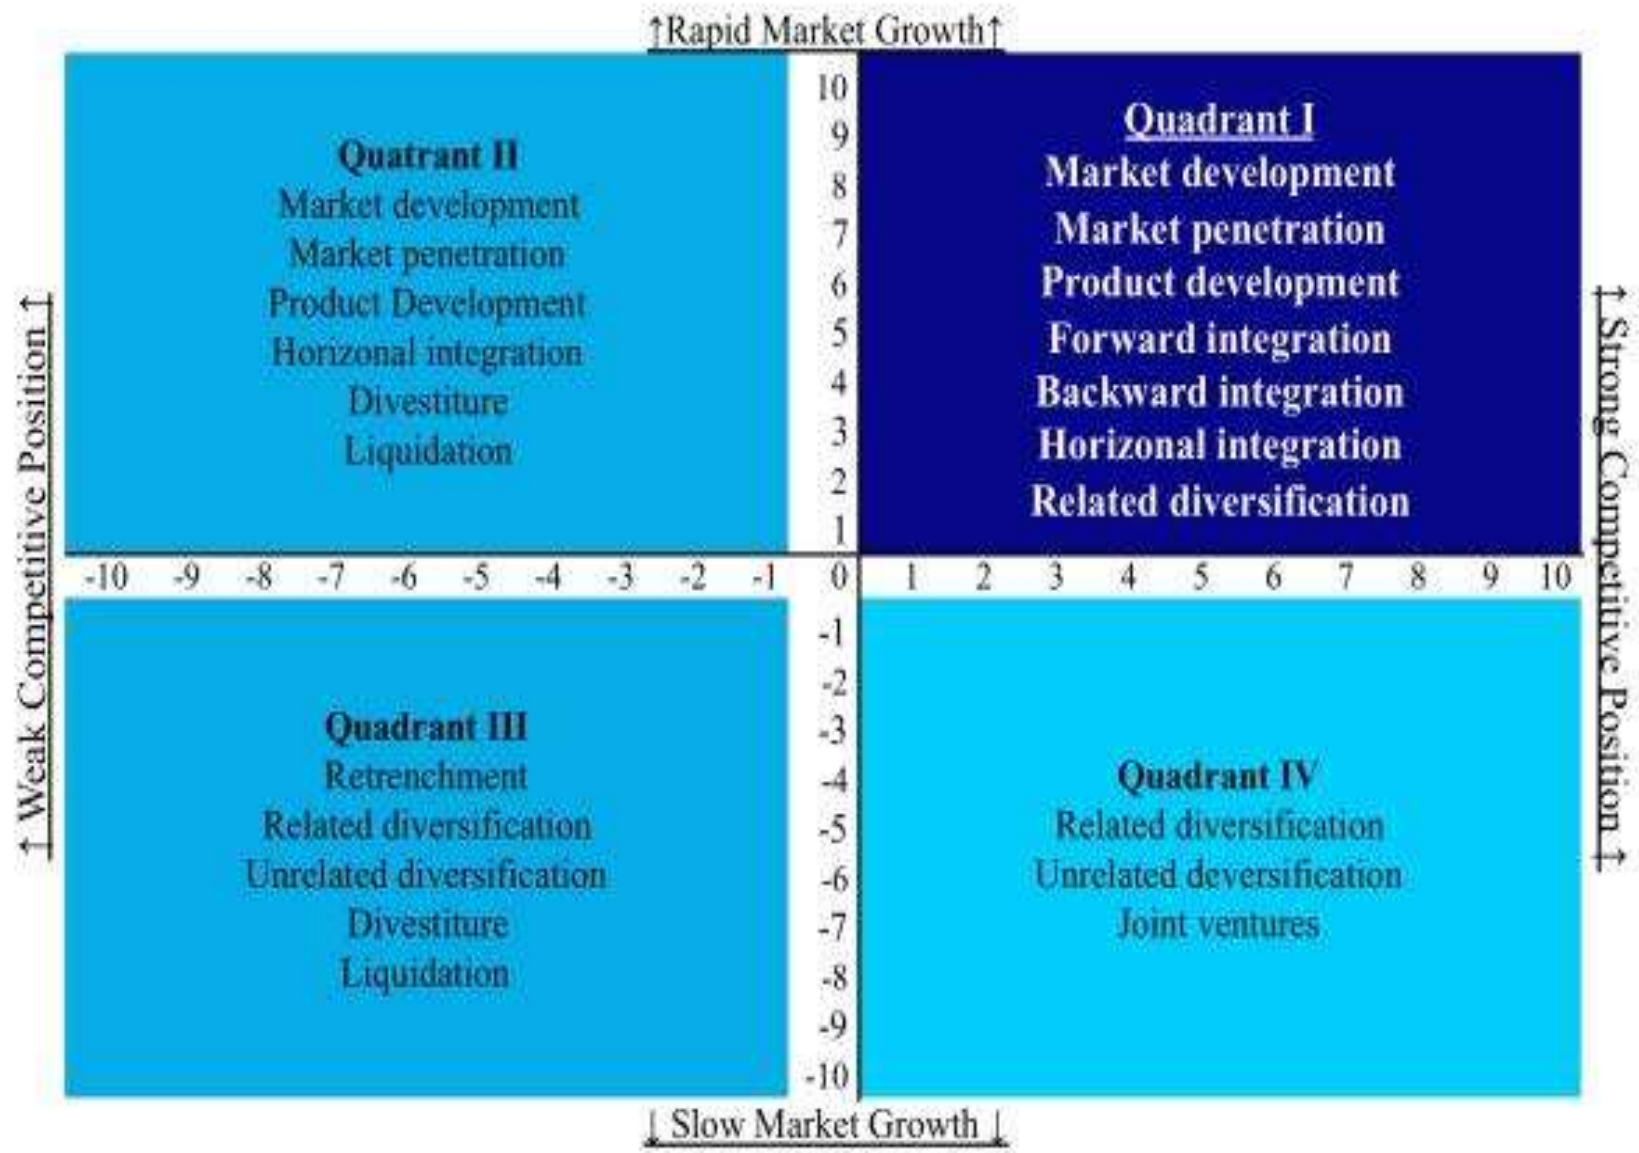 ↑Rapid Market Growth↑
Quatrant II
Market development
Market penetration
Product Development
Horizonal integration
Divestiture
Liquidation
10
9
8
7
6
5
4
3
2
1
Quadrant I
Market development
Market penetration
Product development
Forward integration
Backward integration
Horizonal integration
Related diversification
↑ Weak Competitive Position ↑
↑ Strong Competitive Position ↑
-10 -9 -8 -7 -6 -5 -4 -3 -2 -1 0 1 2 3 4 5 6 7 8 9 10
Quadrant III
Retrenchment
Related diversification
Unrelated diversification
Divestiture
Liquidation
-1
-2
-3
-4
-5
-6
-7
-8
-9
-10
Quadrant IV
Related diversification
Unrelated deversification
Joint ventures
↓ Slow Market Growth ↓